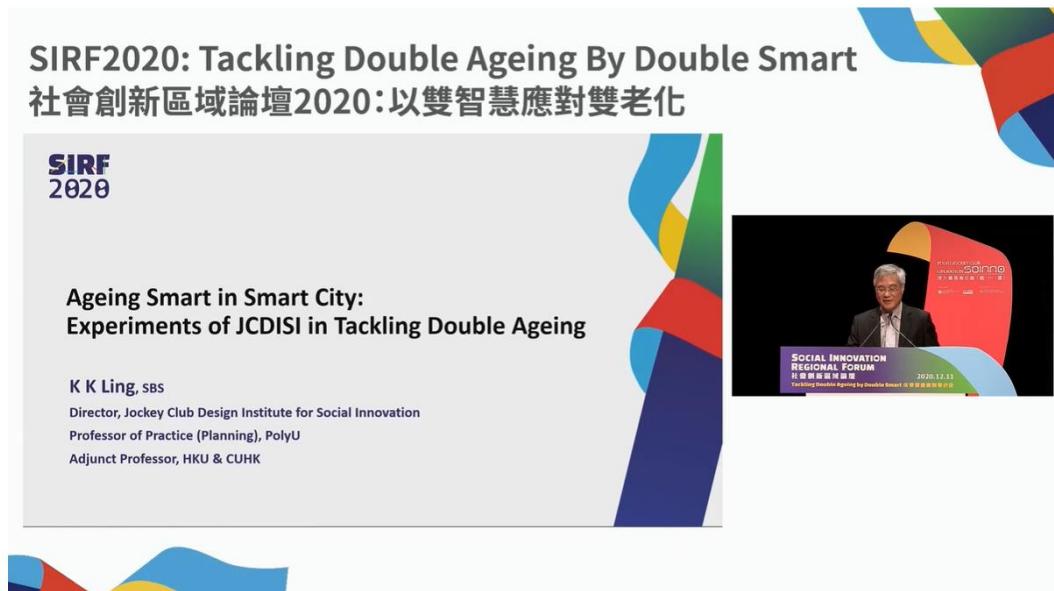 SIRF2020: Tackling Double Ageing By Double Smart
社會創新區域論壇2020：以雙智慧應對雙老化
SIRF
2020
Ageing Smart in Smart City:
Experiments of JCDISI in Tackling Double Ageing
K K Ling, SBS
Director, Jockey Club Design Institute for Social Innovation
Professor of Practice (Planning), PolyU
Adjunct Professor, HKU & CUHK
SOINNO
SOCIAL INNOVATION
REGIONAL FORUM
社會創新區域論壇
2020.12.11
Tackling Double Ageing by Double Smart